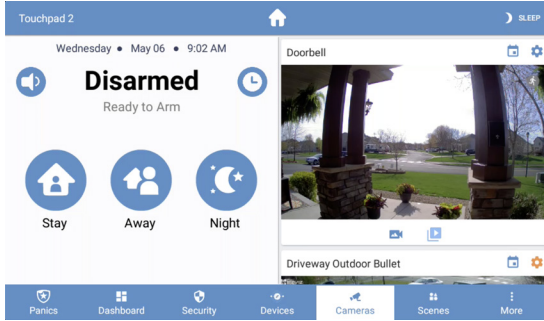 Touchpad 2
SLEEP
Wednesday • May 06 • 9:02 AM
Disarmed
Ready to Arm
Stay
Away
Night
Doorbell
Driveway Outdoor Bullet
Panics
Dashboard
Security
Devices
Cameras
Scenes
More